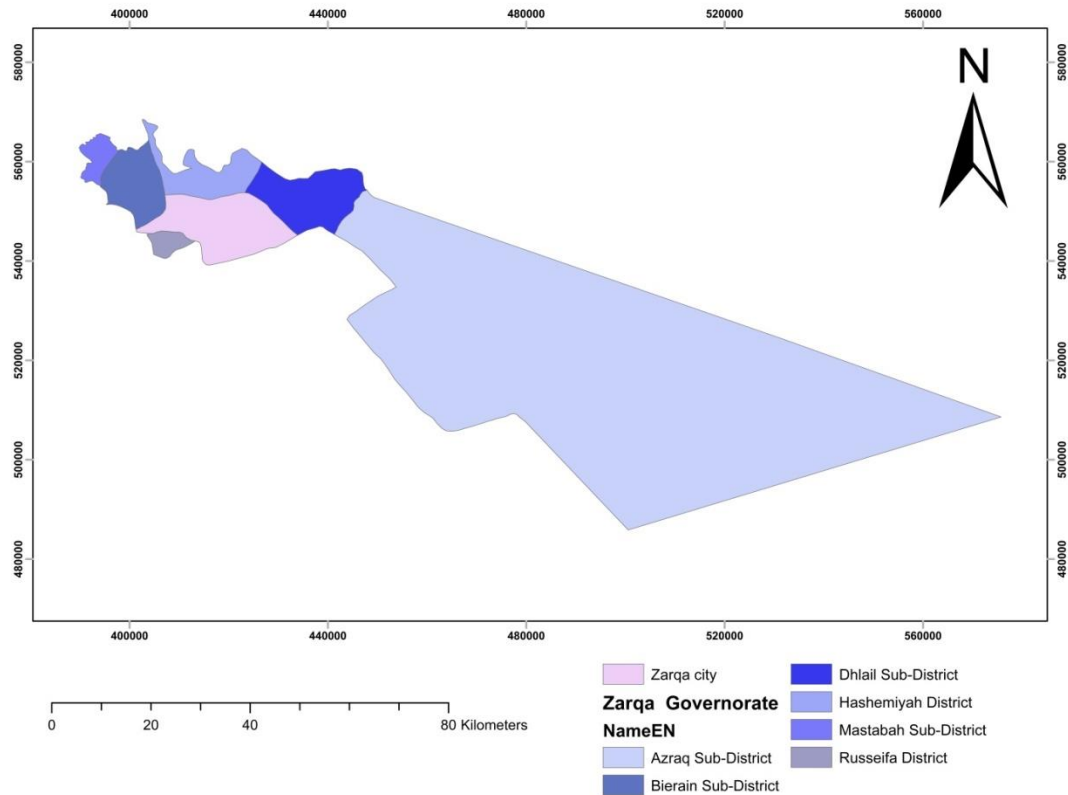 400000 440000 480000 520000 560000
N
580000 580000
560000 560000
540000 540000
520000 520000
500000 500000
480000 480000
400000 440000 480000 520000 560000
0 20 40 80 Kilometers
Zarqa city
Zarqa Governorate
NameEN
Azraq Sub-District
Bierain Sub-District
Dhlail Sub-District
Hashemiyah District
Mastabah Sub-District
Russeifa District